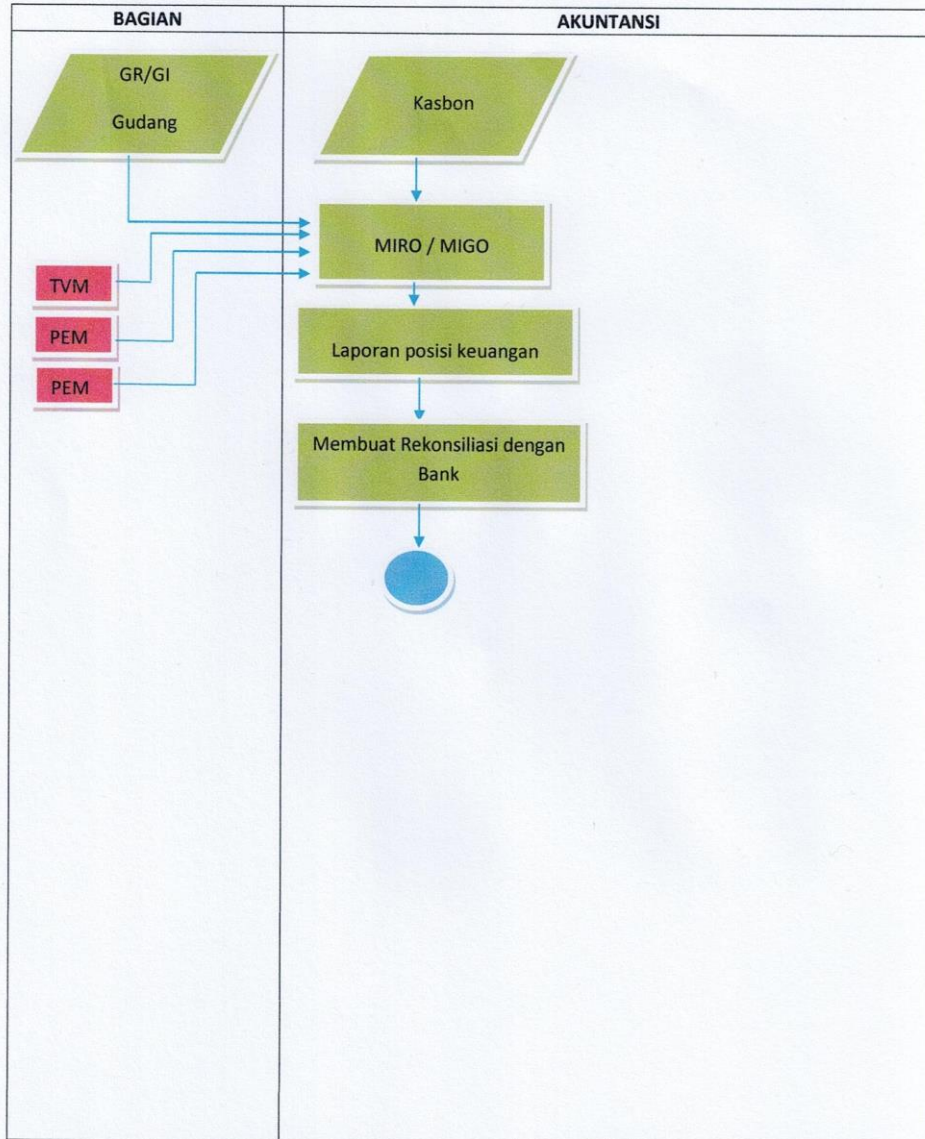 BAGIAN
AKUNTANSI
GR/GI
Gudang
Kasbon
MIRO / MIGO
TVM
PEM
PEM
Laporan posisi keuangan
Membuat Rekonsiliasi dengan
Bank